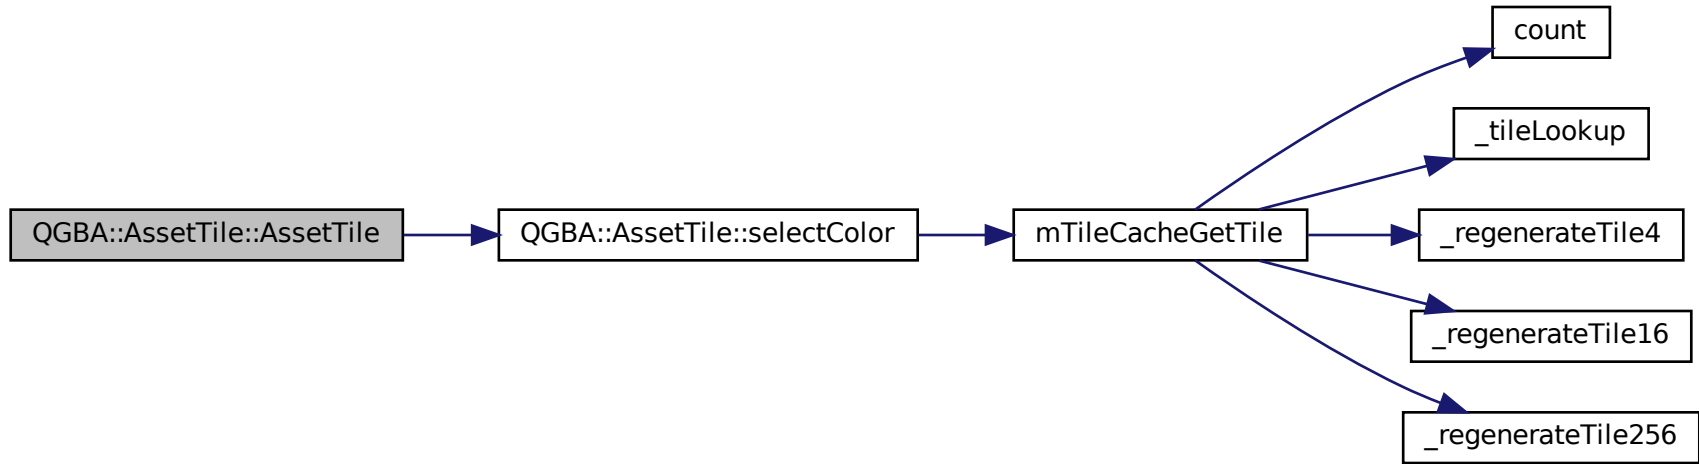 count
_tileLookup
QGBA::AssetTile::AssetTile
QGBA::AssetTile::selectColor
mTileCacheGetTile
_regenerateTile4
_regenerateTile16
_regenerateTile256